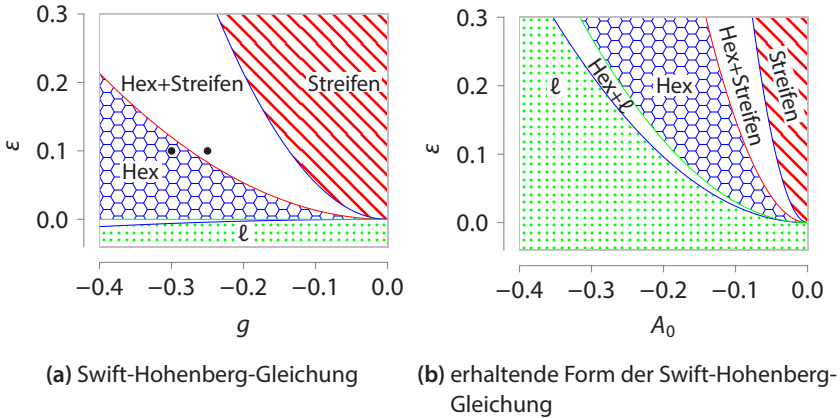 0.3
0.2
0.1
0.0
ε
Hex+Streifen
Streifen
Hex
ℓ
−0.4 −0.3 −0.2 −0.1 0.0
g
(a) Swift-Hohenberg-Gleichung
0.3
0.2
0.1
0.0
ε
ℓ
Hex+ℓ
Hex
Hex+Streifen
Streifen
−0.4 −0.3 −0.2 −0.1 0.0
A0
(b) erhaltende Form der Swift-Hohenberg-
Gleichung